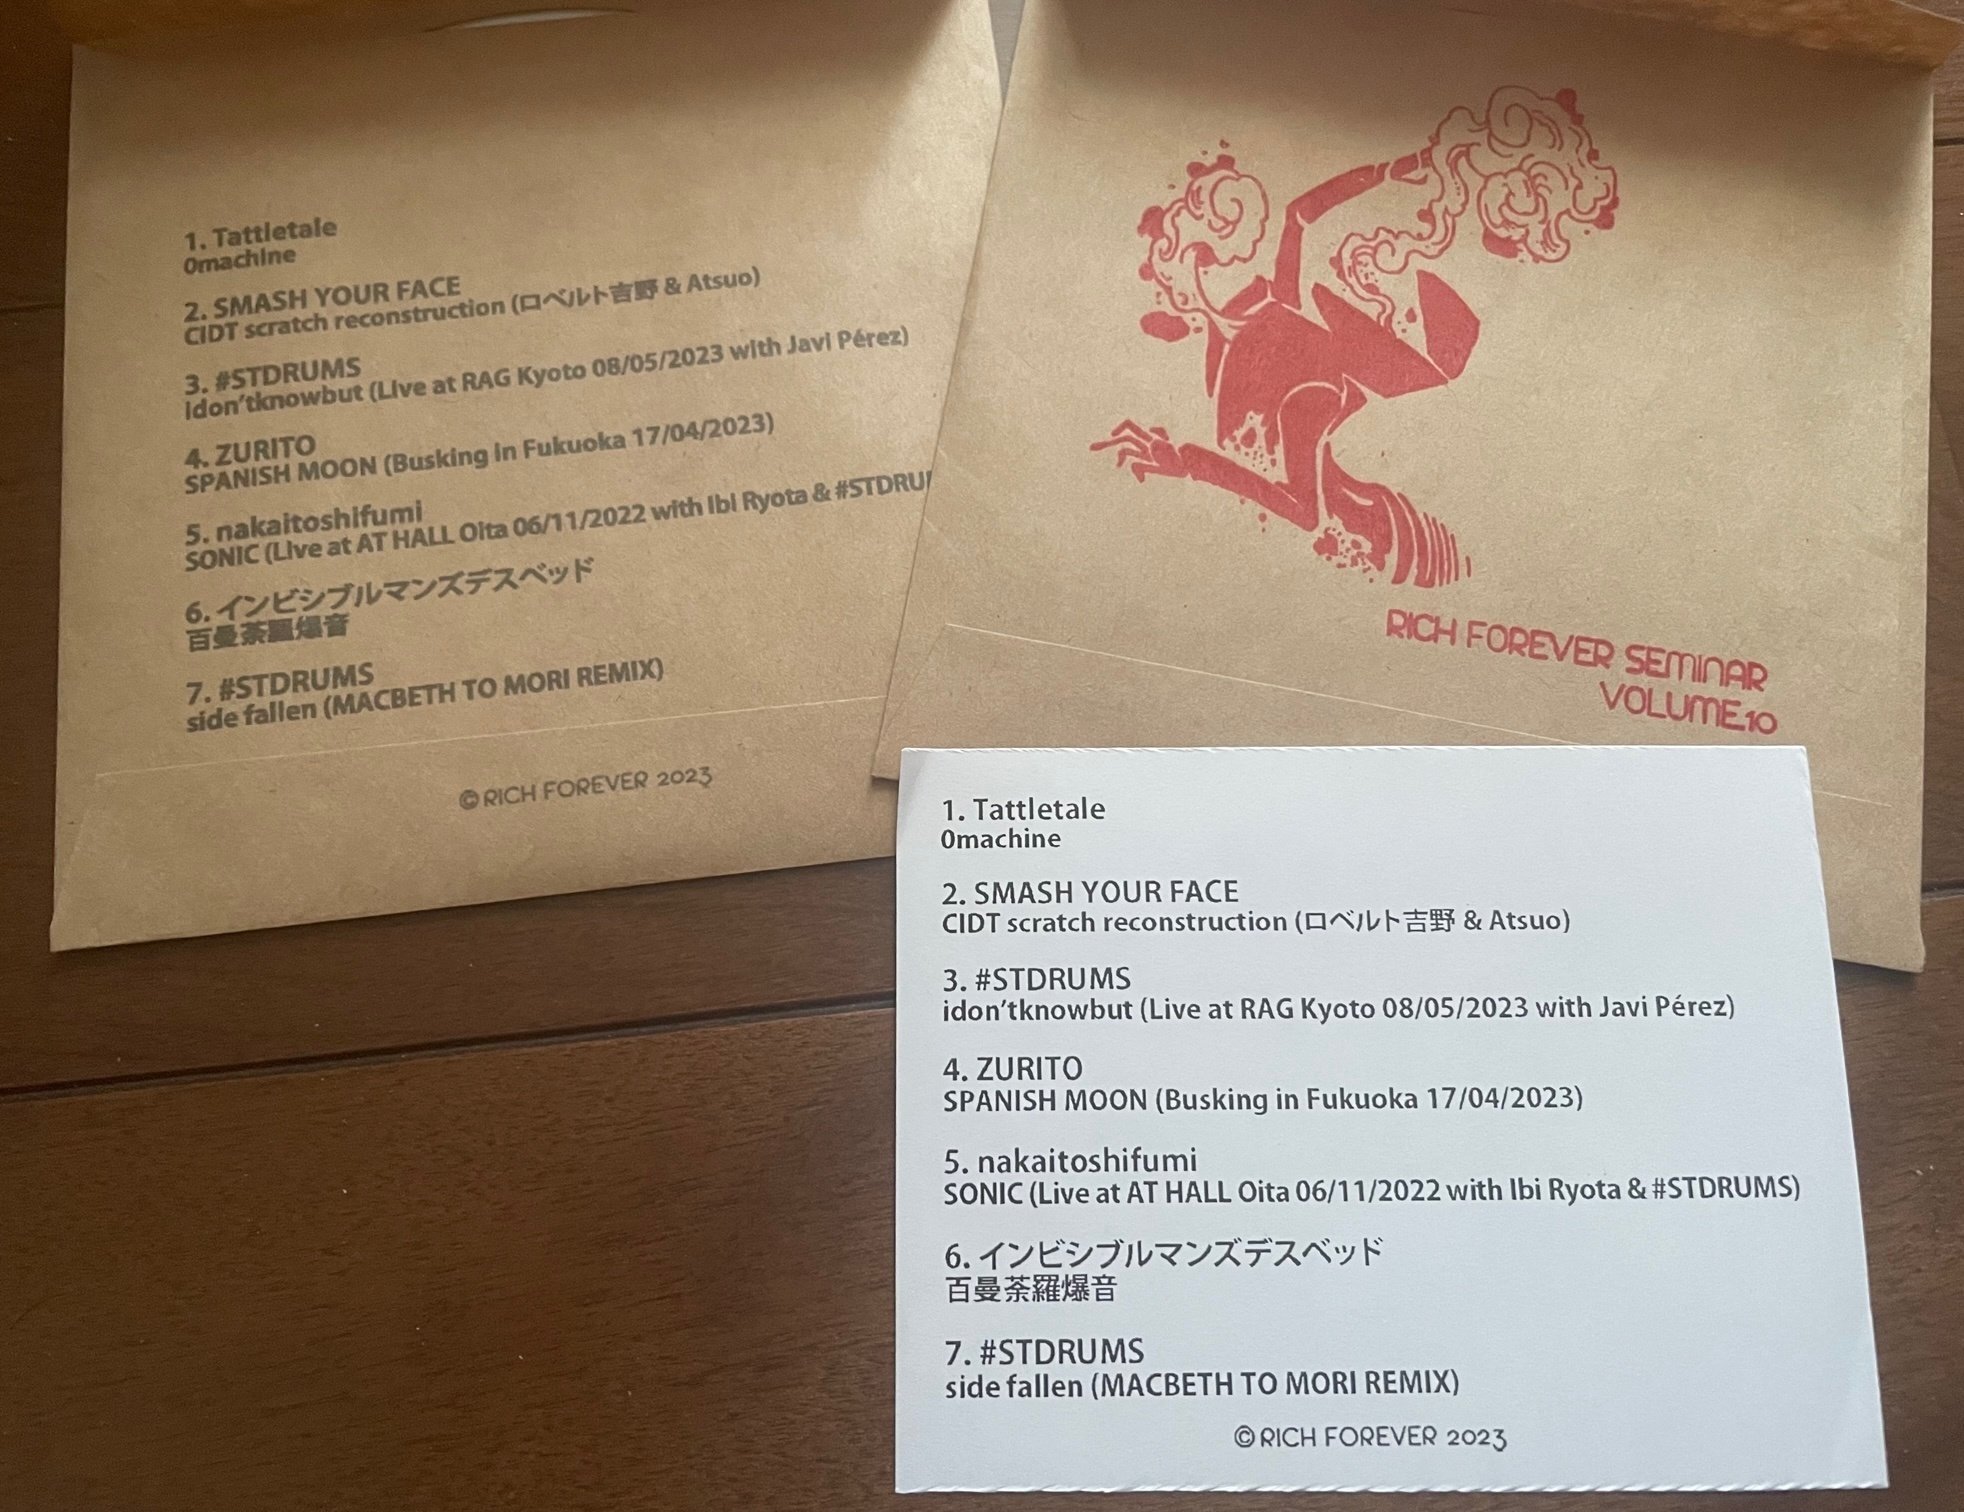 1. Tattletale
0machine
2. SMASH YOUR FACE
CIDT scratch reconstruction (ロベルト吉野 & Atsuo)
3. #STDRUMS
idon'tknowbut (Live at RAG Kyoto 08/05/2023 with Javi Pérez)
4. ZURITO
SPANISH MOON (Busking in Fukuoka 17/04/2023)
5. nakaitoshifumi
SONIC (Live at AT HALL Oita 06/11/2022 with Ibi Ryota & #STDRU
6. インビシブルマンズデスベッド
百曼荼羅爆音
7. #STDRUMS
side fallen (MACBETH TO MORI REMIX)
©RICH FOREVER 2023
RICH FOREVER SEMINAR
VOLUME.10
1. Tattletale
0machine
2. SMASH YOUR FACE
CIDT scratch reconstruction (ロベルト吉野 & Atsuo)
3. #STDRUMS
idon'tknowbut (Live at RAG Kyoto 08/05/2023 with Javi Pérez)
4. ZURITO
SPANISH MOON (Busking in Fukuoka 17/04/2023)
5. nakaitoshifumi
SONIC (Live at AT HALL Oita 06/11/2022 with Ibi Ryota & #STDRUMS)
6. インビシブルマンズデスベッド
百曼荼羅爆音
7. #STDRUMS
side fallen (MACBETH TO MORI REMIX)
©RICH FOREVER 2023